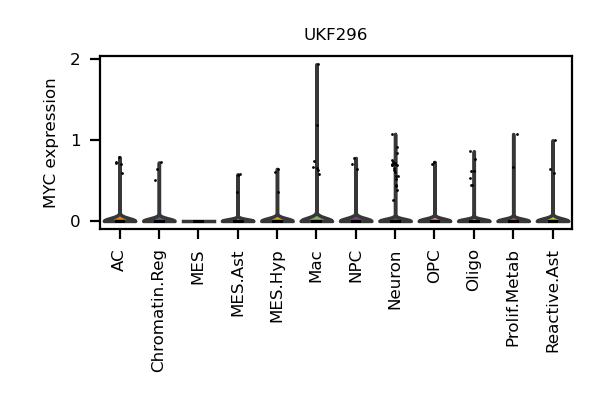 UKF296
MYC expression
2
1
0
AC
Chromatin.Reg
MES
MES.Ast
MES.Hyp
Mac
NPC
Neuron
OPC
Oligo
Prolif.Metab
Reactive.Ast